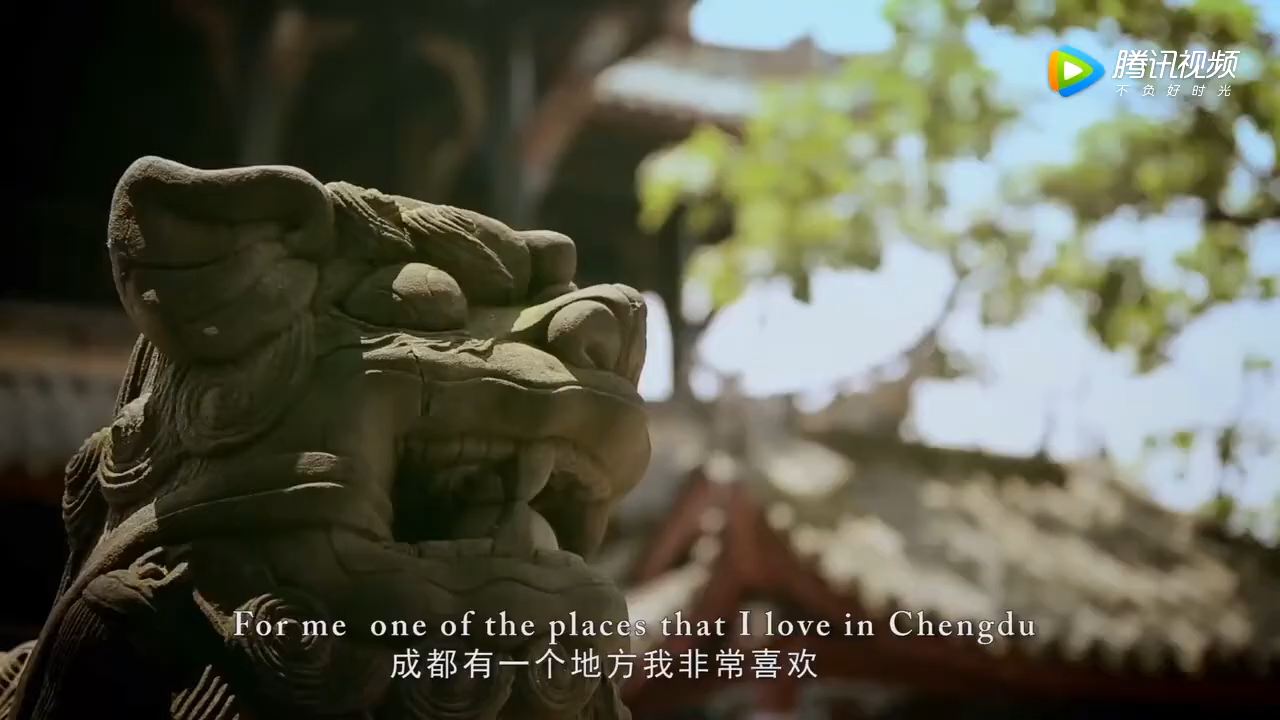 腾讯视频
不负好时光
For me one of the places that I love in Chengdu
成都有一个地方我非常喜欢